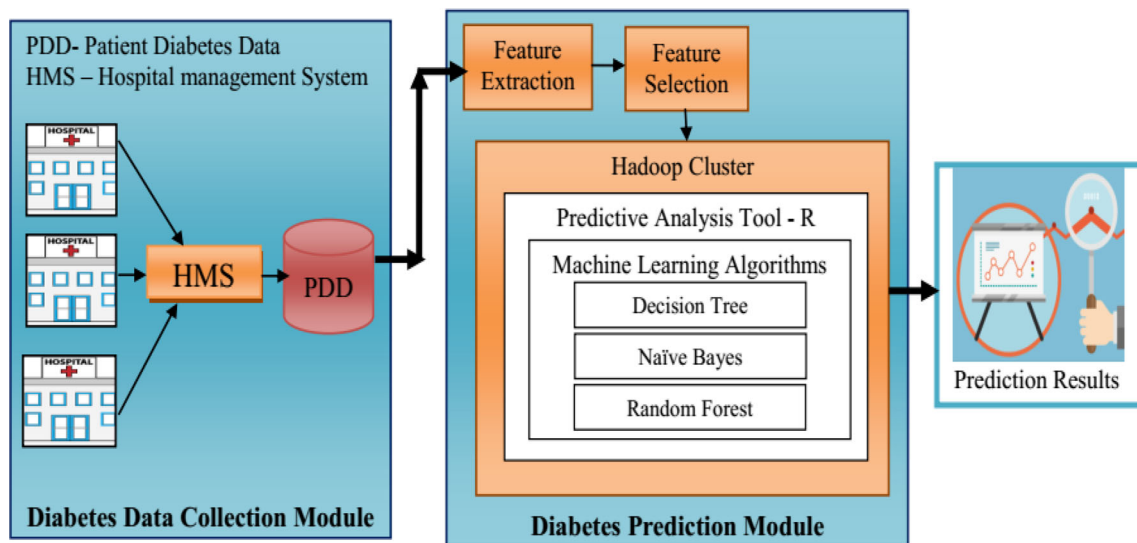 PDD- Patient Diabetes Data
HMS – Hospital management System
HOSPITAL
HOSPITAL
HOSPITAL
HMS
PDD
Diabetes Data Collection Module
Feature
Extraction
Feature
Selection
Hadoop Cluster
Predictive Analysis Tool - R
Machine Learning Algorithms
Decision Tree
Naïve Bayes
Random Forest
Diabetes Prediction Module
Prediction Results